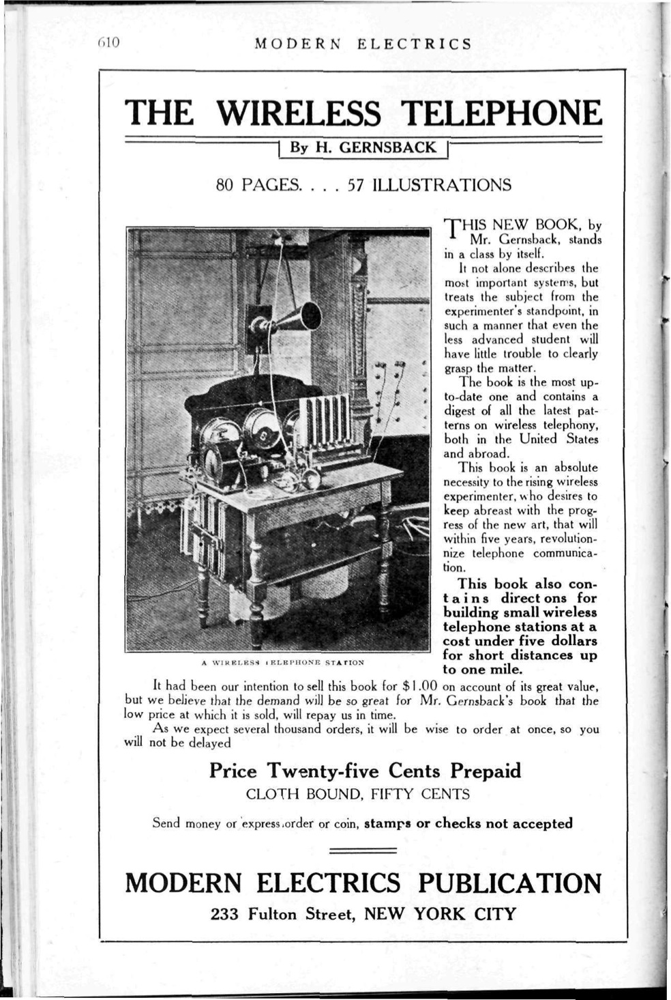 610 MODERN ELECTRICS
THE WIRELESS TELEPHONE
By H. GERNSBACK
80 PAGES. . . . 57 ILLUSTRATIONS
THIS NEW BOOK, by
Mr. Gernsback, stands
in a class by itself.
It not alone describes the
most important systems, but
treats the subject from the
experimenter's standpoint, in
such a manner that even the
less advanced student will
have little trouble to clearly
grasp the matter.
The book is the most up-
to-date one and contains a
digest of all the latest pat-
terns on wireless telephony,
both in the United States
and abroad.
This book is an absolute
necessity to the rising wireless
experimenter, who desires to
keep abreast with the prog-
ress of the new art, that will
within five years, revolution-
nize telephone communica-
tion.
This book also con-
tains direct ons for
building small wireless
telephone stations at a
cost under five dollars
for short distances up
to one mile.
A WIRELESS TELEPHONE STATION
It had been our intention to sell this book for $1.00 on account of its great value,
but we believe that the demand will be so great for Mr. Gernsback's book that the
low price at which it is sold, will repay us in time.
As we expect several thousand orders, it will be wise to order at once, so you
will not be delayed
Price Twenty-five Cents Prepaid
CLOTH BOUND, FIFTY CENTS
Send money or express order or coin, stamps or checks not accepted
MODERN ELECTRICS PUBLICATION
233 Fulton Street, NEW YORK CITY